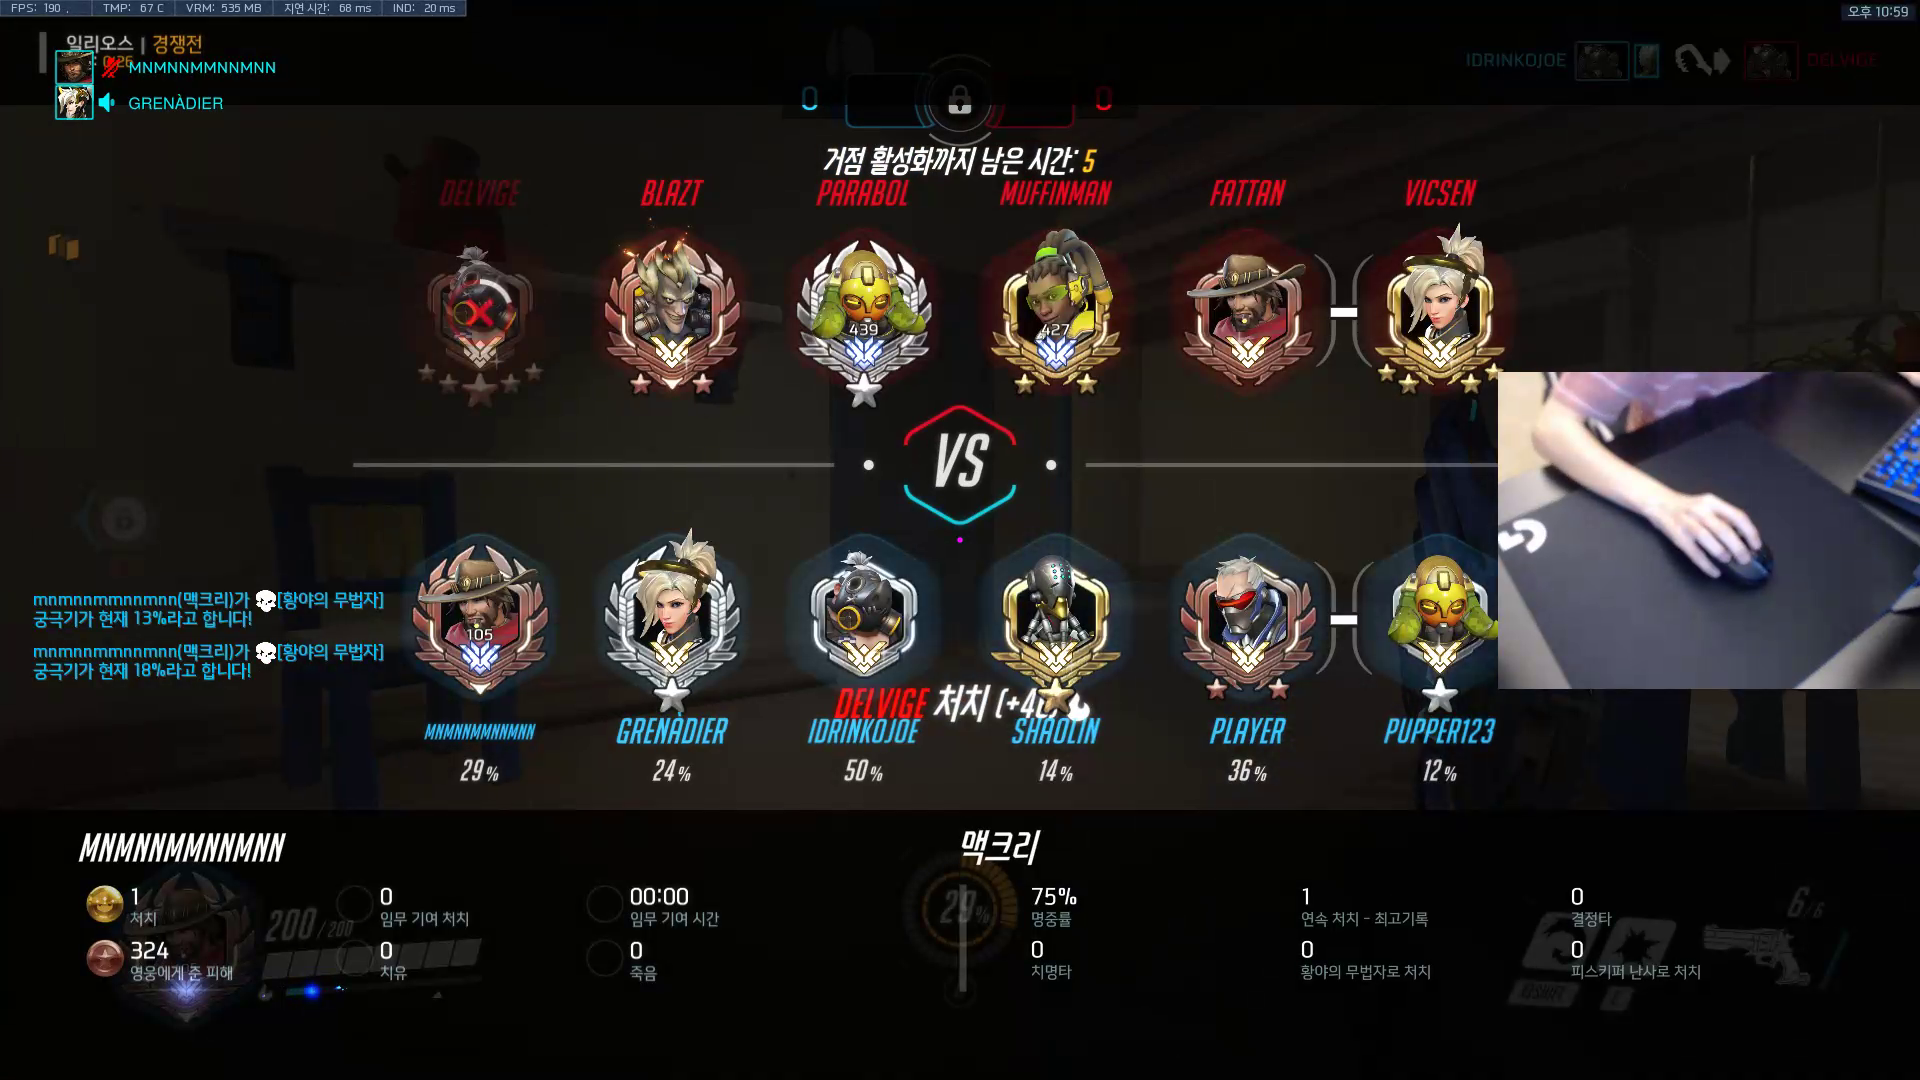 FPS: 190 TMP: 67 C VRM: 535 MB 지연 시간: 68 ms IND: 20 ms
오후 10:59
일리오스 | 경쟁전
0:26
MNMNNMMNNMNN
GRENÀDIER
IDRINKOJOE DELVIGE
0 0
거점 활성화까지 남은 시간: 5
DELVIGE BLAZT PARABOL MUFFINMAN FATTAN VICSEN
439 427
VS
mnmnnmmnnmnn(맥크리)가 [황야의 무법자]
궁극기가 현재 13%라고 합니다!
mnmnnmmnnmnn(맥크리)가 [황야의 무법자]
궁극기가 현재 18%라고 합니다!
105
DELVIGE 처치 (+40)
MNMNNMMNNMNN GRENÀDIER IDRINKOJOE SHAOLIN PLAYER PUPPER123
29% 24% 50% 14% 36% 12%
MNMNNMMNNMNN 맥크리
1 0 00:00 75% 1 0
처치 임무 기여 처치 임무 기여 시간 명중률 연속 처치 - 최고기록 결정타
200/200 29% 6/6
324 0 0 0 0 0
영웅에게 준 피해 치유 죽음 치명타 황야의 무법자로 처치 피스키퍼 난사로 처치
E